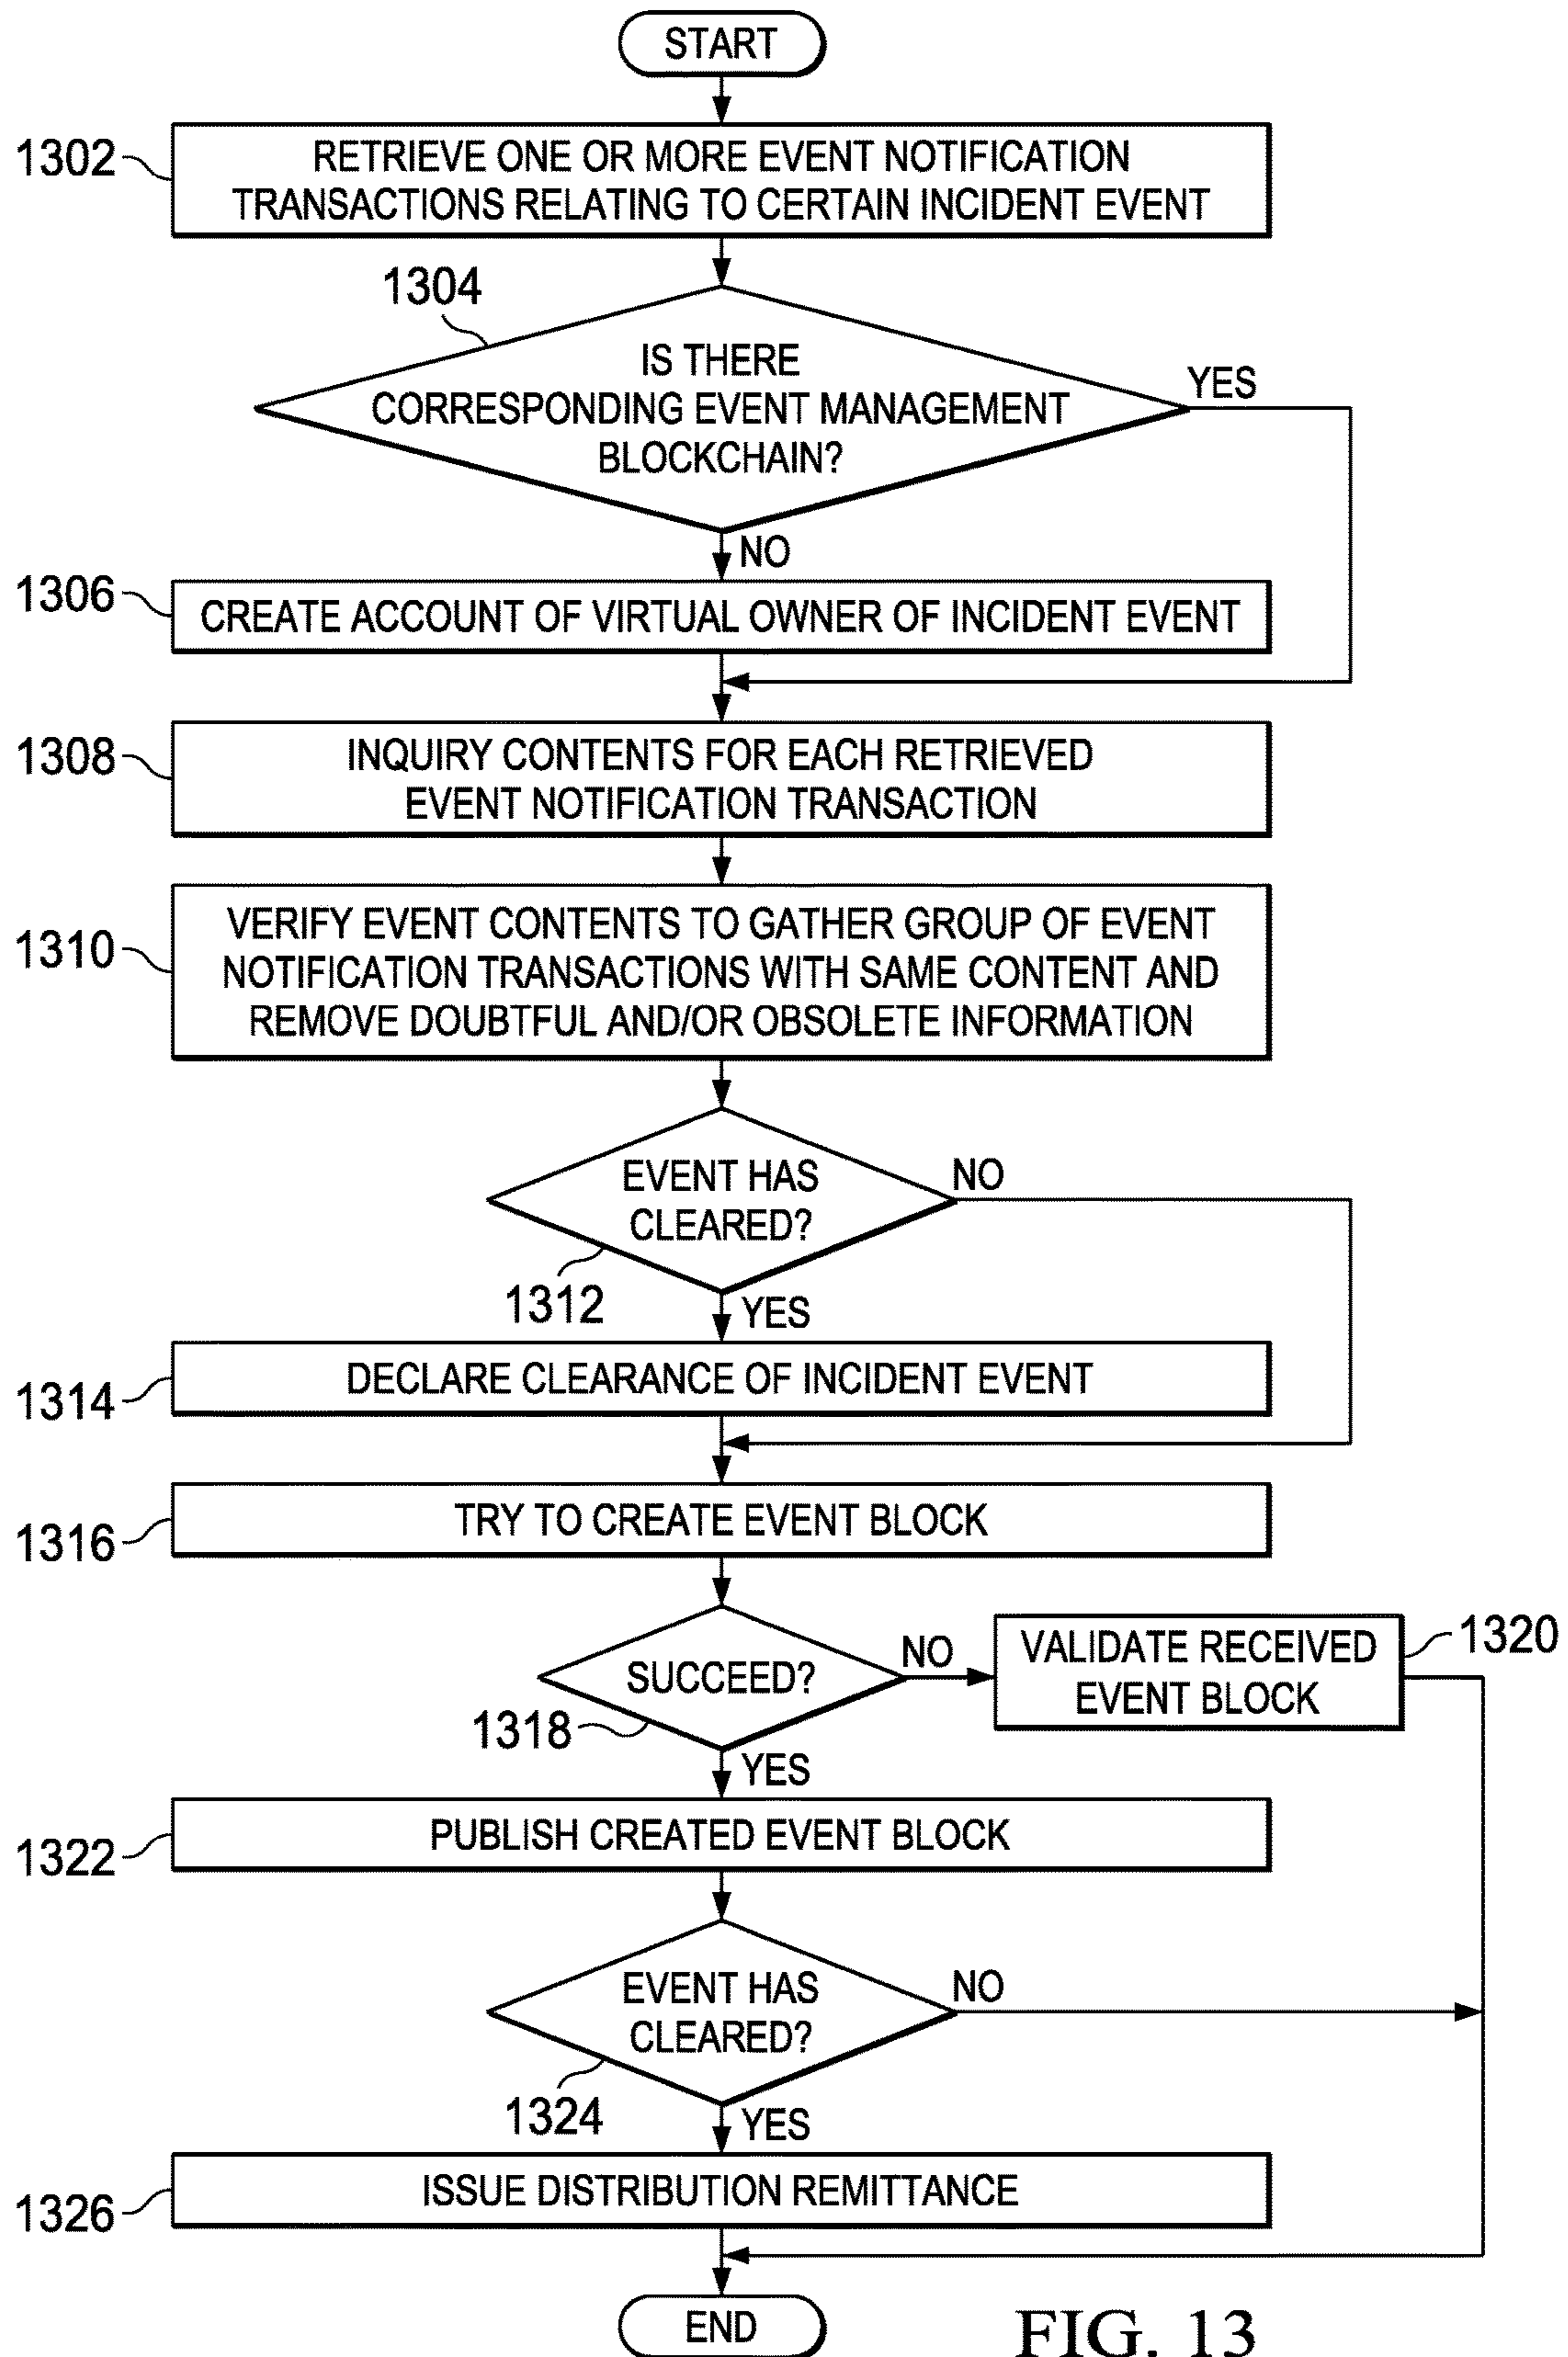 START
1302
RETRIEVE ONE OR MORE EVENT NOTIFICATION
TRANSACTIONS RELATING TO CERTAIN INCIDENT EVENT
1304
IS THERE
CORRESPONDING EVENT MANAGEMENT
BLOCKCHAIN?
YES
NO
1306
CREATE ACCOUNT OF VIRTUAL OWNER OF INCIDENT EVENT
1308
INQUIRY CONTENTS FOR EACH RETRIEVED
EVENT NOTIFICATION TRANSACTION
1310
VERIFY EVENT CONTENTS TO GATHER GROUP OF EVENT
NOTIFICATION TRANSACTIONS WITH SAME CONTENT AND
REMOVE DOUBTFUL AND/OR OBSOLETE INFORMATION
EVENT HAS
CLEARED?
NO
1312
YES
1314
DECLARE CLEARANCE OF INCIDENT EVENT
1316
TRY TO CREATE EVENT BLOCK
SUCCEED?
NO
1318
VALIDATE RECEIVED
EVENT BLOCK
1320
YES
1322
PUBLISH CREATED EVENT BLOCK
EVENT HAS
CLEARED?
NO
1324
YES
1326
ISSUE DISTRIBUTION REMITTANCE
END
FIG. 13